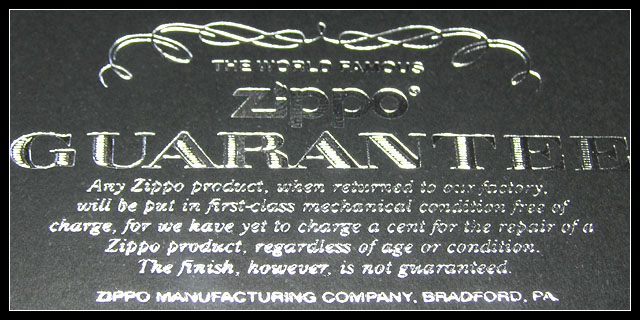 THE WORLD FAMOUS
zippo®
GUARANTEE
Any Zippo product, when returned to our factory,
will be put in first-class mechanical condition free of
charge, for we have yet to charge a cent for the repair of a
Zippo product, regardless of age or condition.
The finish, however, is not guaranteed.
ZIPPO MANUFACTURING COMPANY, BRADFORD, PA.